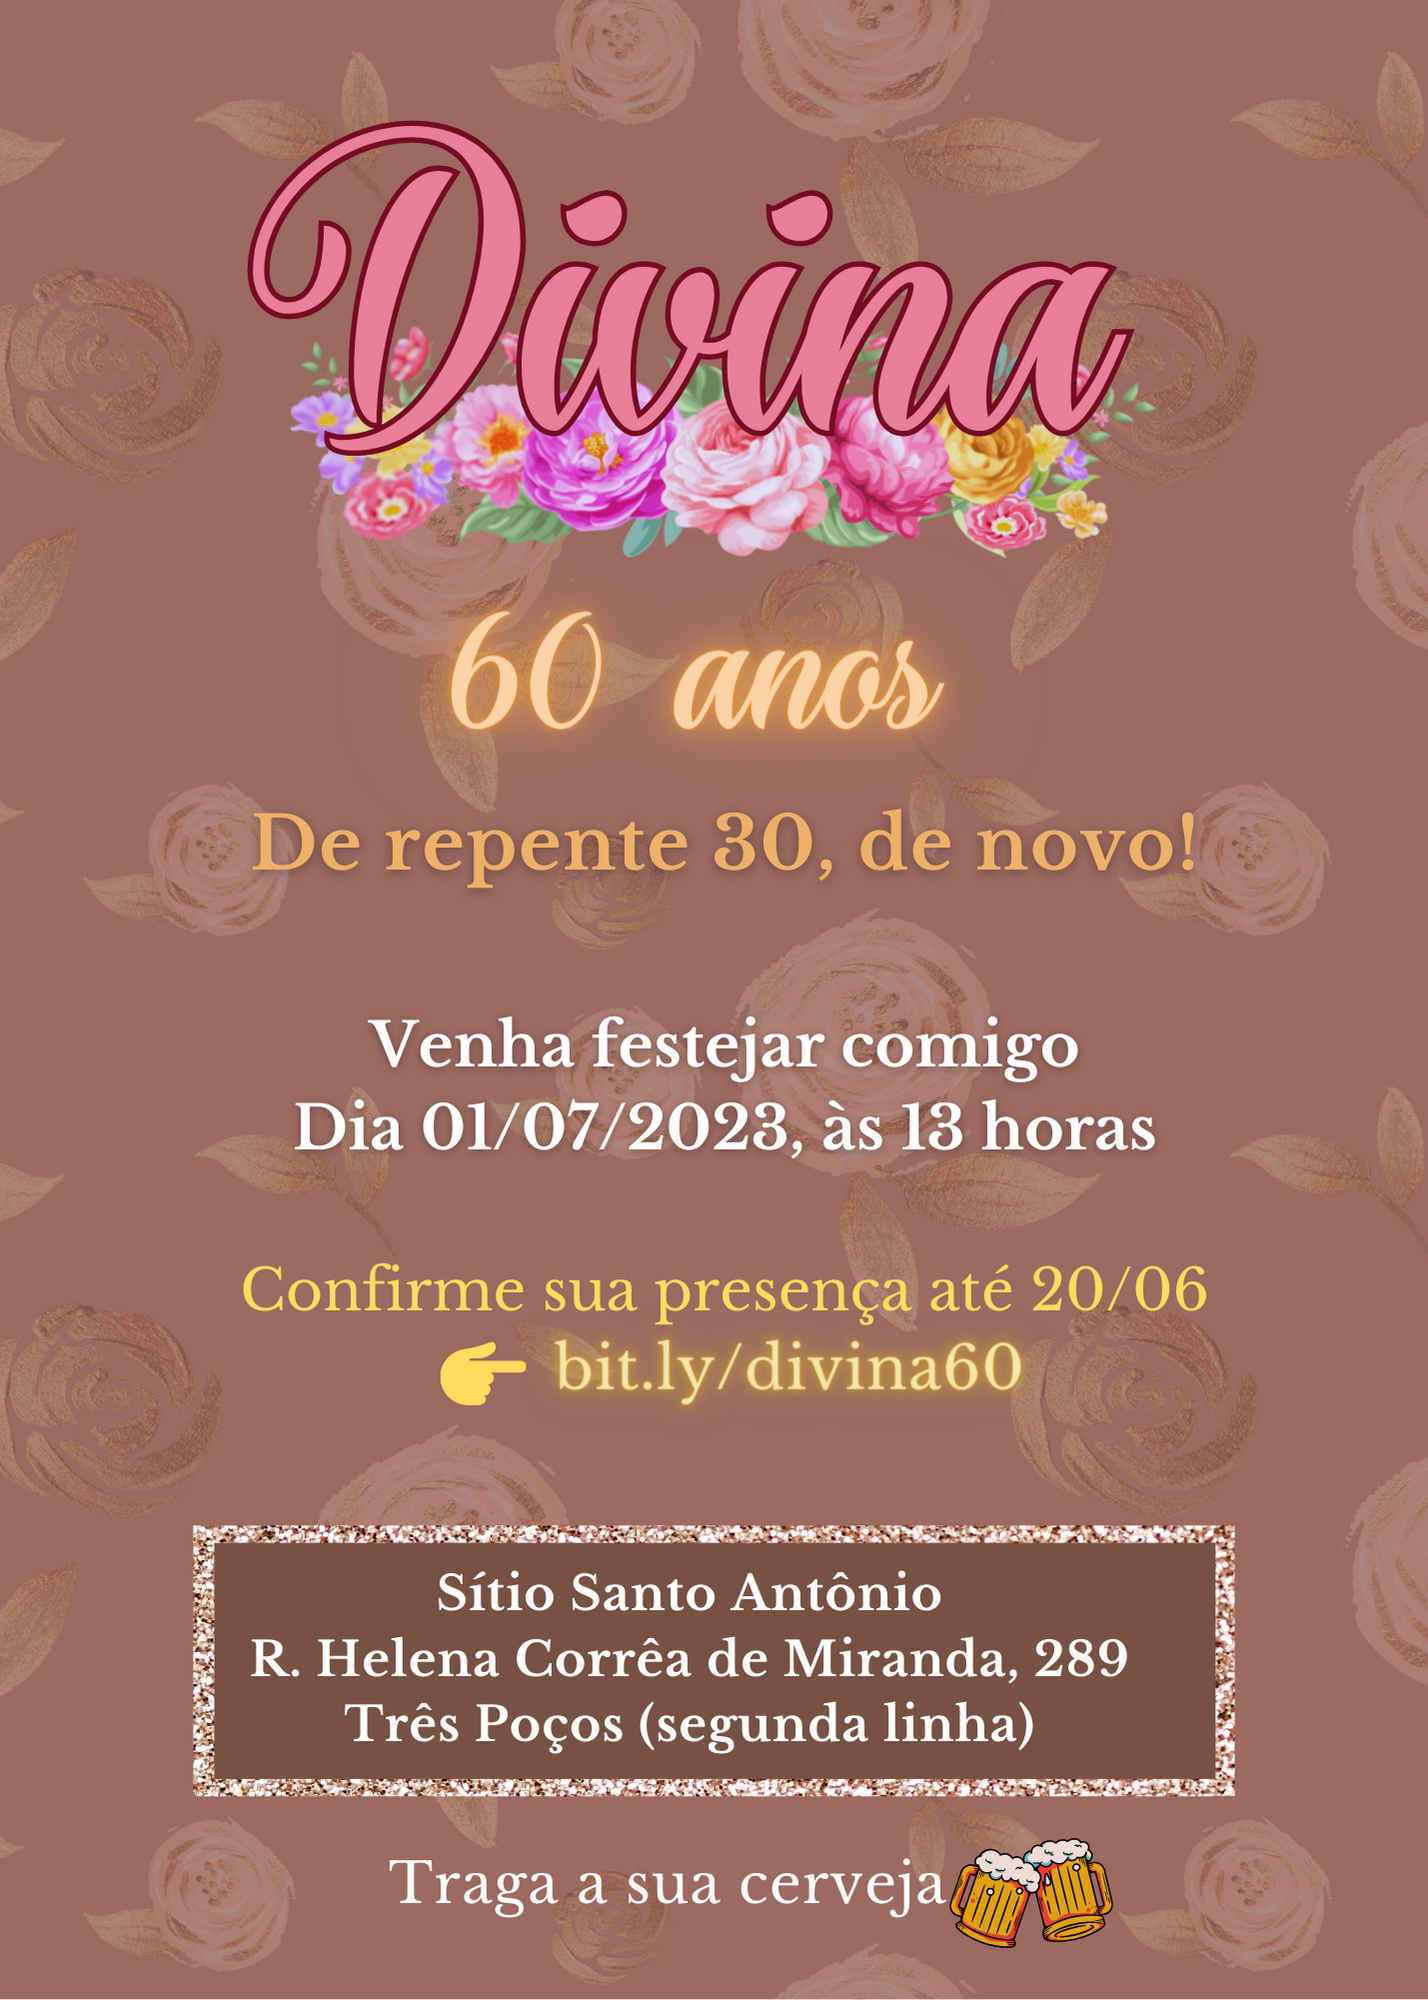 Divina
60 anos
De repente 30, de novo!
Venha festejar comigo
Dia 01/07/2023, às 13 horas
Confirme sua presença até 20/06
bit.ly/divina60
Sítio Santo Antônio
R. Helena Corrêa de Miranda, 289
Três Poços (segunda linha)
Traga a sua cerveja